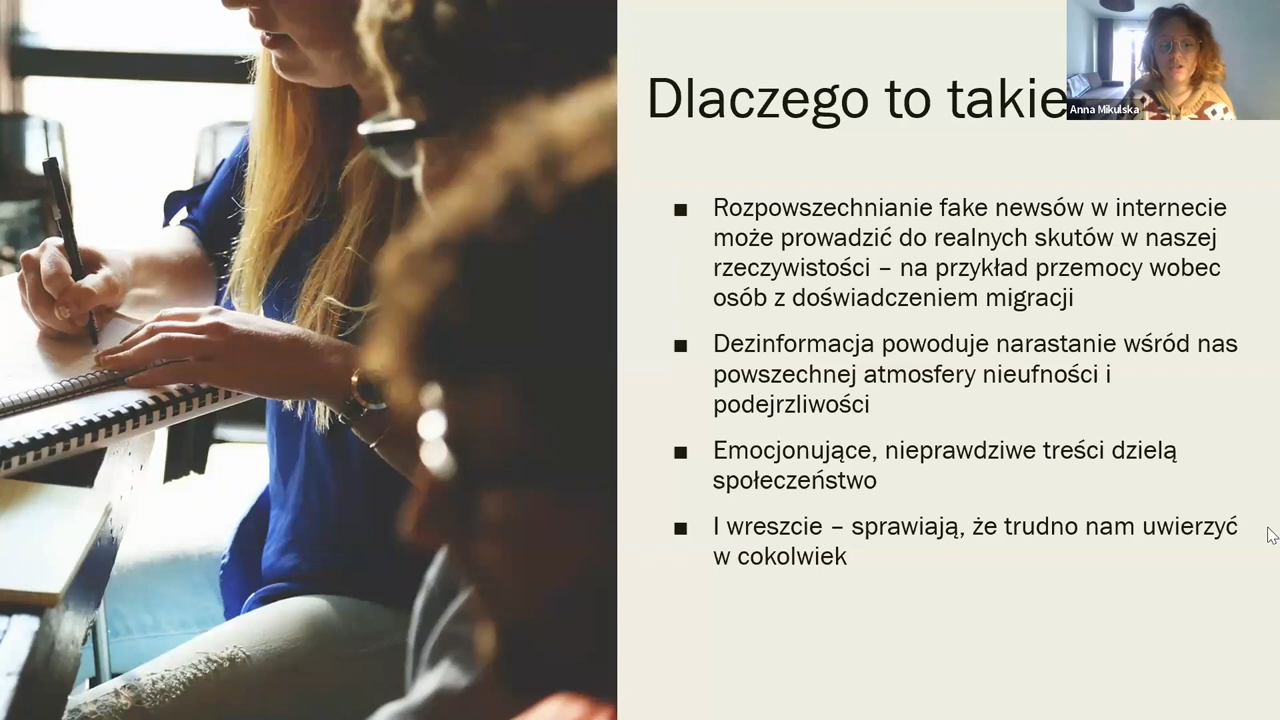 Dlaczego to takie
Anna Mikulska
■ Rozpowszechnianie fake newsów w internecie
może prowadzić do realnych skutów w naszej
rzeczywistości – na przykład przemocy wobec
osób z doświadczeniem migracji
■ Dezinformacja powoduje narastanie wśród nas
powszechnej atmosfery nieufności i
podejrzliwości
■ Emocjonujące, nieprawdziwe treści dzielą
społeczeństwo
■ I wreszcie – sprawiają, że trudno nam uwierzyć
w cokolwiek